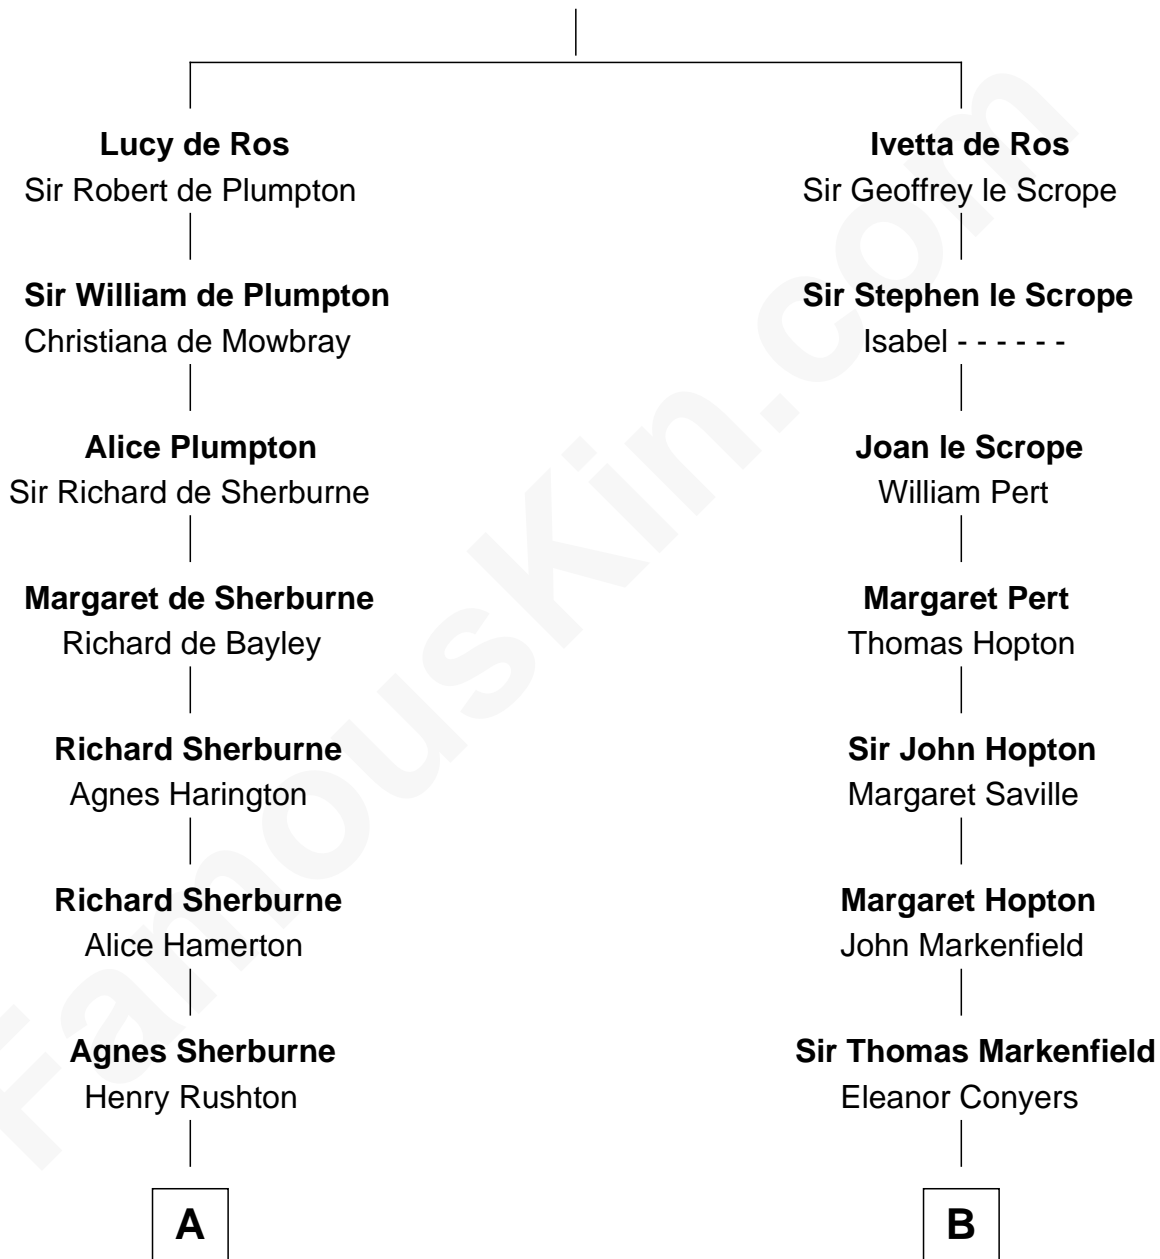 Lucy de Ros
Sir Robert de Plumpton
Sir William de Plumpton
Christiana de Mowbray
Alice Plumpton
Sir Richard de Sherburne
Margaret de Sherburne
Richard de Bayley
Richard Sherburne
Agnes Harington
Richard Sherburne
Alice Hamerton
Agnes Sherburne
Henry Rushton
A
Ivetta de Ros
Sir Geoffrey le Scrope
Sir Stephen le Scrope
Isabel - - - - - -
Joan le Scrope
William Pert
Margaret Pert
Thomas Hopton
Sir John Hopton
Margaret Saville
Margaret Hopton
John Markenfield
Sir Thomas Markenfield
Eleanor Conyers
B
FamousKin.com